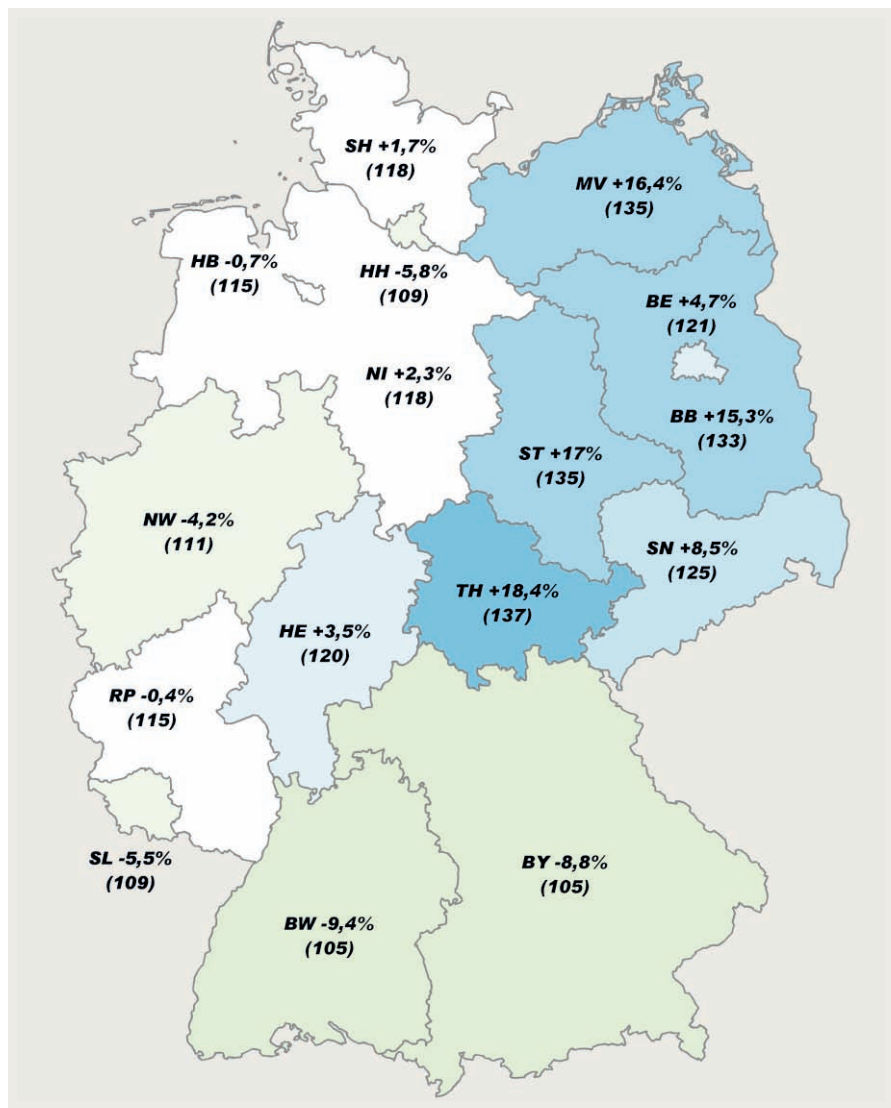 SH +1,7%
(118)
MV +16,4%
(135)
HB -0,7%
(115)
HH -5,8%
(109)
BE +4,7%
(121)
NI +2,3%
(118)
BB +15,3%
(133)
ST +17%
(135)
NW -4,2%
(111)
SN +8,5%
(125)
TH +18,4%
(137)
HE +3,5%
(120)
RP -0,4%
(115)
SL -5,5%
(109)
BY -8,8%
(105)
BW -9,4%
(105)